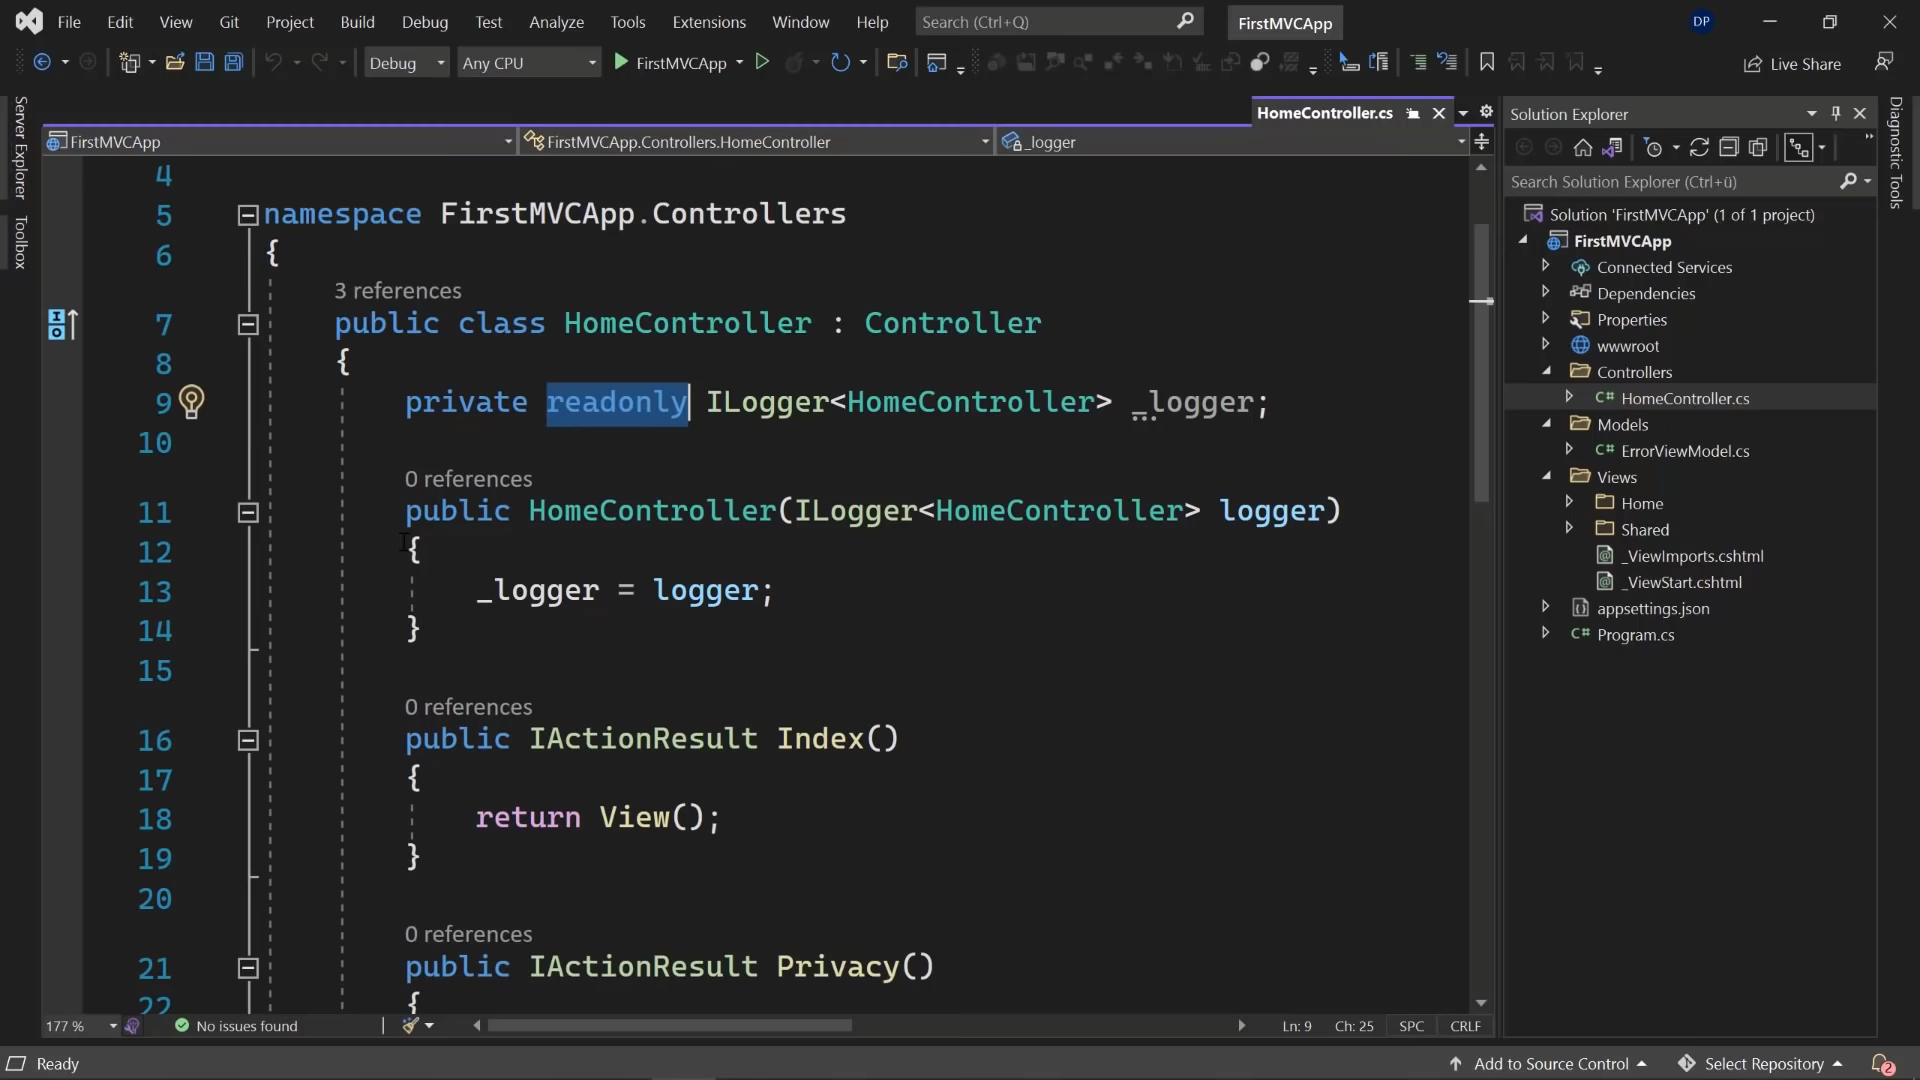 File Edit View Git Project Build Debug Test Analyze Tools Extensions Window Help Search (Ctrl+Q) FirstMVCApp DP
Debug Any CPU FirstMVCApp Live Share
Server Explorer
Toolbox
HomeController.cs
FirstMVCApp FirstMVCApp.Controllers.HomeController _logger
4
5 namespace FirstMVCApp.Controllers
6 {
3 references
7 public class HomeController : Controller
8 {
9 private readonly ILogger<HomeController> _logger;
10
0 references
11 public HomeController(ILogger<HomeController> logger)
12 {
13 _logger = logger;
14 }
15
0 references
16 public IActionResult Index()
17 {
18 return View();
19 }
20
0 references
21 public IActionResult Privacy()
22 {
177 % No issues found Ln: 9 Ch: 25 SPC CRLF
Solution Explorer
Search Solution Explorer (Ctrl+ü)
Solution 'FirstMVCApp' (1 of 1 project)
FirstMVCApp
Connected Services
Dependencies
Properties
wwwroot
Controllers
C# HomeController.cs
Models
C# ErrorViewModel.cs
Views
Home
Shared
_ViewImports.cshtml
_ViewStart.cshtml
appsettings.json
C# Program.cs
Diagnostic Tools
Ready Add to Source Control Select Repository 2